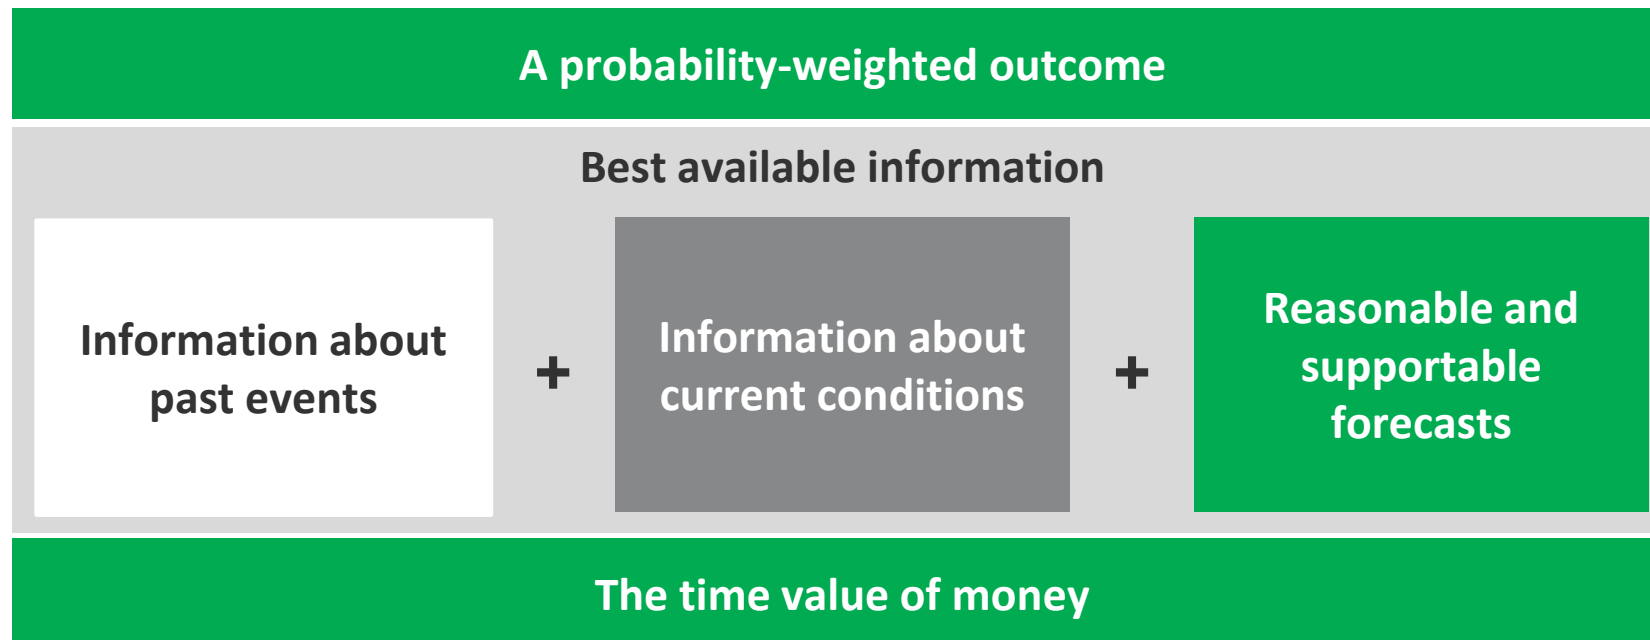 A probability-weighted outcome
Best available information
Information about
past events
+
Information about
current conditions
+
Reasonable and
supportable
forecasts
The time value of money